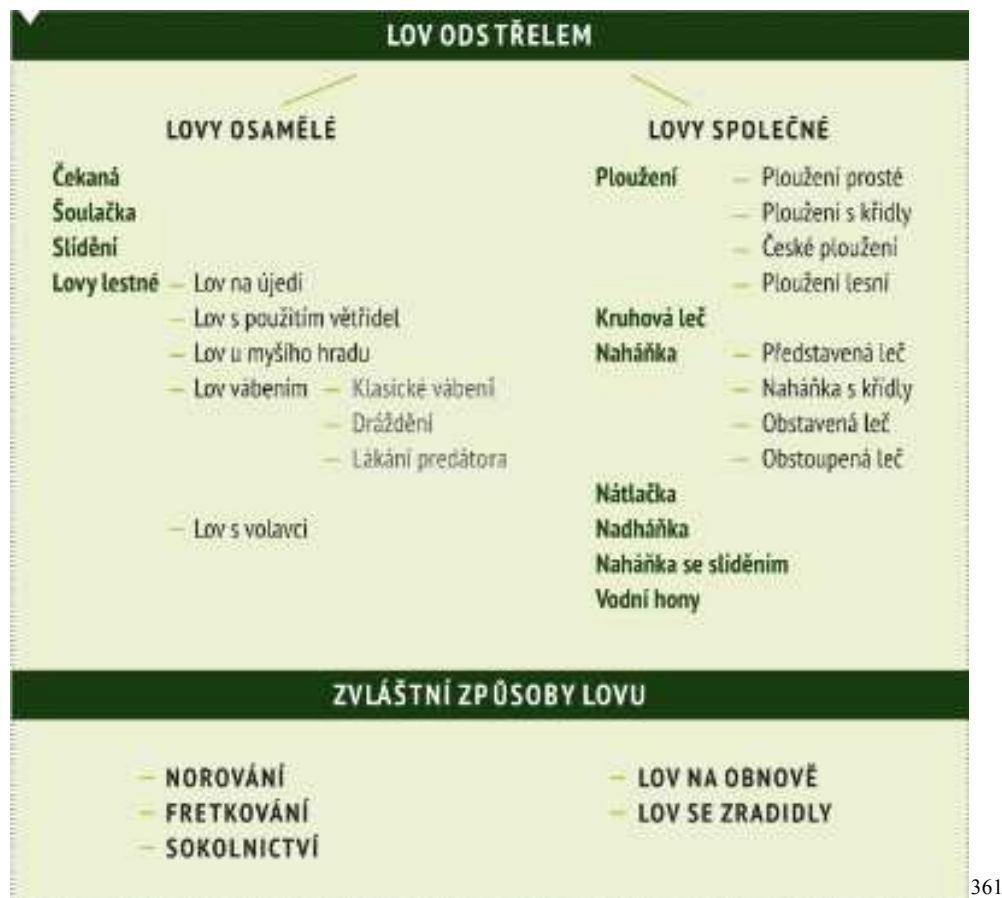 LOV ODSTŘELEM
LOVY OSAMĚLÉ
Čekaná
Šoulačka
Slídění
Lovy lestné – Lov na újedi
– Lov s použitím větřidel
– Lov u myšího hradu
– Lov vábením – Klasické vábení
– Dráždění
– Lákání predátora
– Lov s volavci
LOVY SPOLEČNÉ
Ploužení – Ploužení prosté
– Ploužení s křídly
– České ploužení
– Ploužení lesní
Kruhová leč
Naháňka – Představená leč
– Naháňka s křídly
– Obstavená leč
– Obstoupená leč
Nátlačka
Nadháňka
Naháňka se slíděním
Vodní hony
ZVLÁŠTNÍ ZPŮSOBY LOVU
– NOROVÁNÍ
– FRETKOVÁNÍ
– SOKOLNICTVÍ
– LOV NA OBNOVĚ
– LOV SE ZRADIDLY
361